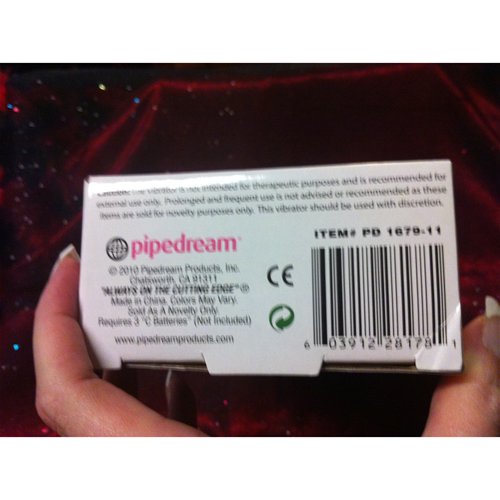 Caution: The vibrator is not intended for therapeutic purposes and is recommended for
external use only. Prolonged and frequent use is not advised or recommended as these
items are sold for novelty purposes only. This vibrator should be used with discretion.
pipedream™
© 2010 Pipedream Products, Inc.
Chatsworth, CA 91311
"ALWAYS ON THE CUTTING EDGE"®
Made in China. Colors May Vary.
Sold As A Novelty Only.
Requires 3 "C Batteries" (Not Included)
www.pipedreamproducts.com
CE
ITEM# PD 1679-11
6 03912 28178 1